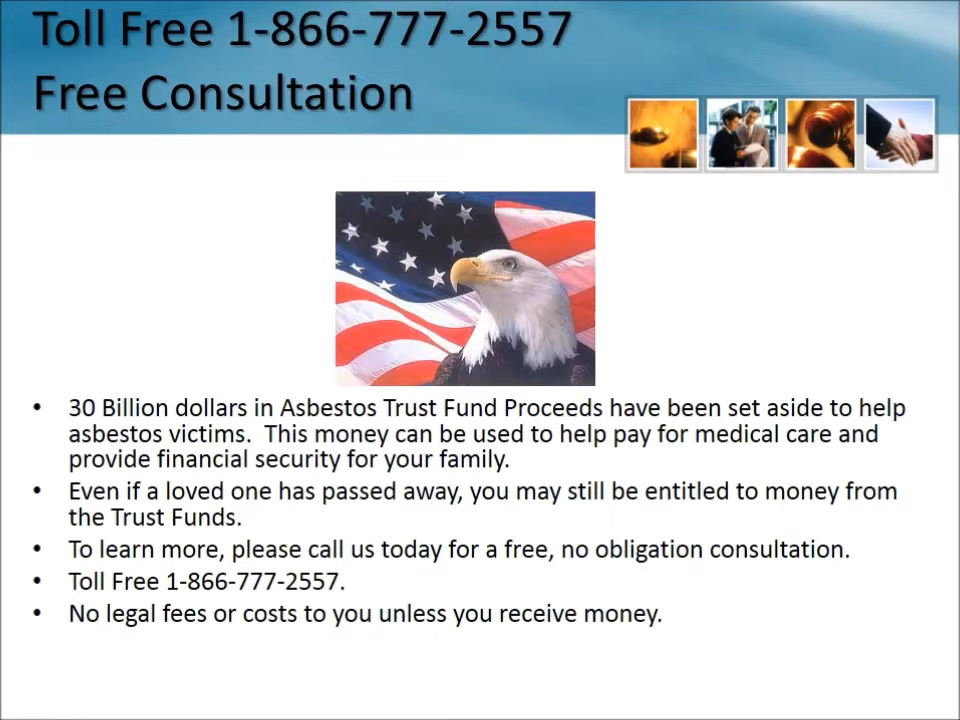 Toll Free 1-866-777-2557
Free Consultation
• 30 Billion dollars in Asbestos Trust Fund Proceeds have been set aside to help
asbestos victims.  This money can be used to help pay for medical care and
provide financial security for your family.
• Even if a loved one has passed away, you may still be entitled to money from
the Trust Funds.
• To learn more, please call us today for a free, no obligation consultation.
• Toll Free 1-866-777-2557.
• No legal fees or costs to you unless you receive money.